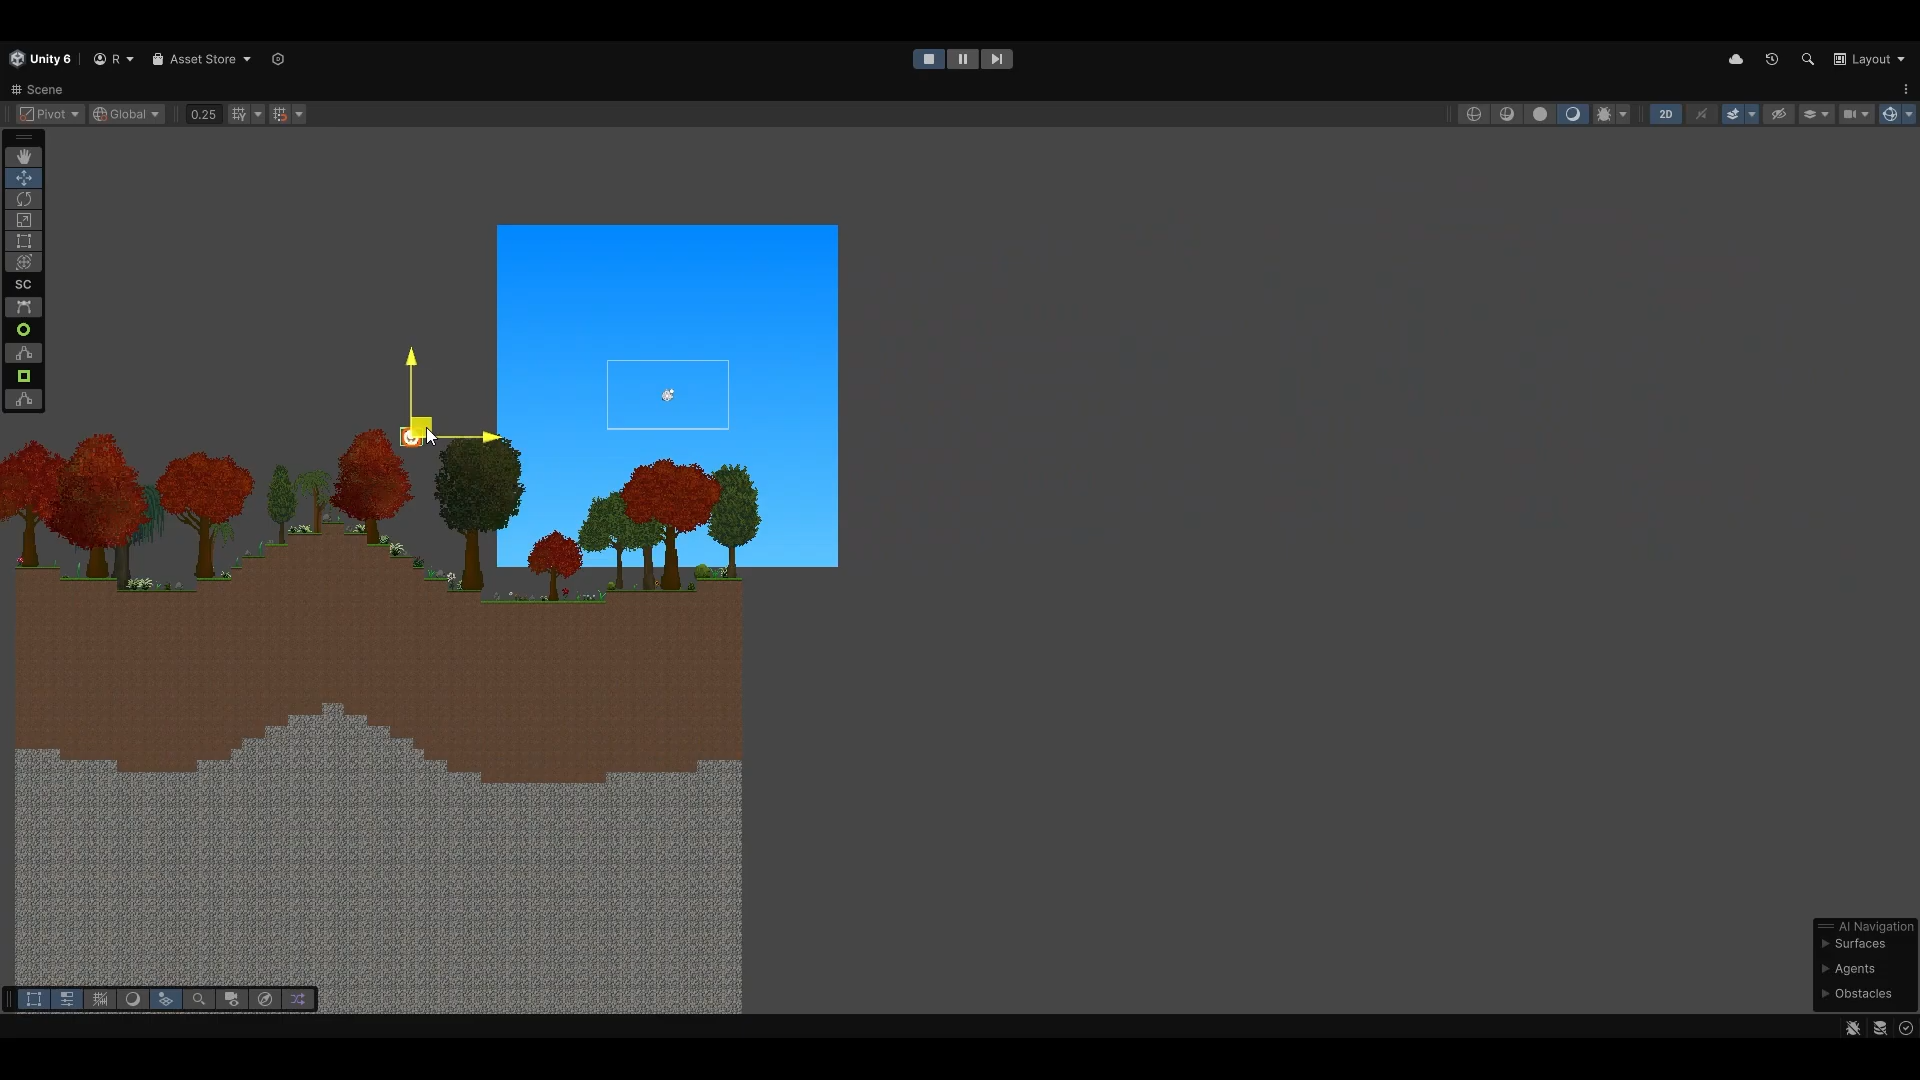 Unity 6 R Asset Store Layout
Scene
Pivot Global 0.25 2D
SC
AI Navigation
Surfaces
Agents
Obstacles